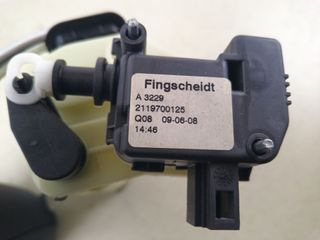 Fingscheidt
A 3229
2119700125
Q08 09-06-08
14:46